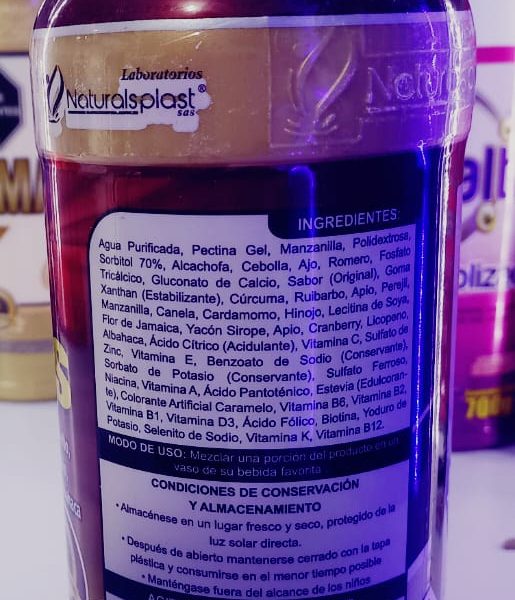 Laboratorios
Naturalsplast®
sas
INGREDIENTES:
Agua Purificada, Pectina Gel, Manzanilla, Polidextrosa,
Sorbitol 70%, Alcachofa, Cebolla, Ajo, Romero, Fosfato
Tricálcico, Gluconato de Calcio, Sabor (Original), Goma
Xanthan (Estabilizante), Cúrcuma, Ruibarbo, Apio, Perejil,
Manzanilla, Canela, Cardamomo, Hinojo, Lecitina de Soya,
Flor de Jamaica, Yacón Sirope, Apio, Cranberry, Licopeno,
Albahaca, Ácido Cítrico (Acidulante), Vitamina C, Sulfato de
Zinc, Vitamina E, Benzoato de Sodio (Conservante),
Sorbato de Potasio (Conservante), Sulfato Ferroso,
Niacina, Vitamina A, Ácido Pantoténico, Estevia (Edulcoran-
te), Colorante Artificial Caramelo, Vitamina B6, Vitamina B2,
Vitamina B1, Vitamina D3, Ácido Fólico, Biotina, Yoduro de
Potasio, Selenito de Sodio, Vitamina K, Vitamina B12.
MODO DE USO: Mezclar una porción del producto en un
vaso de su bebida favorita
CONDICIONES DE CONSERVACIÓN
Y ALMACENAMIENTO
• Almacénese en un lugar fresco y seco, protegido de la
luz solar directa.
• Después de abierto mantenerse cerrado con la tapa
plástica y consumirse en el menor tiempo posible
• Manténgase fuera del alcance de los niños